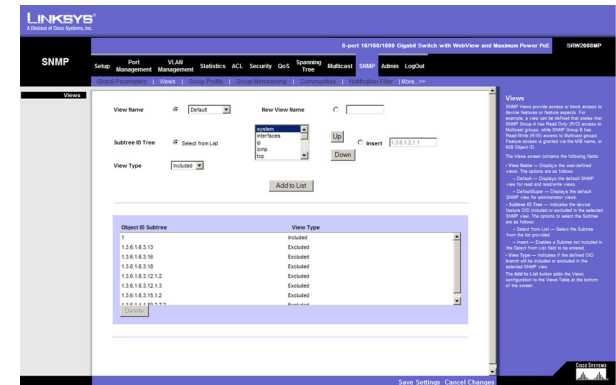 LINKSYS®
A Division of Cisco Systems, Inc.
8-port 10/100/1000 Gigabit Switch with WebView and Maximum Power PoE SRW2008MP
SNMP
Setup Port Management VLAN Management Statistics ACL Security QoS Spanning Tree Multicast SNMP Admin LogOut
Global Parameters | Views | Group Profile | Group Membership | Communities | Notification Filter | More...>>
Views
View Name Default New View Name
Subtree ID Tree Select from List
system
interfaces
ip
icmp
tcp
Up
Down
Insert 1.3.6.1.2.1.1
View Type Included
Add to List
Object ID Subtree View Type
1 Included
1.3.6.1.6.3.13 Excluded
1.3.6.1.6.3.16 Excluded
1.3.6.1.6.3.18 Excluded
1.3.6.1.6.3.12.1.2 Excluded
1.3.6.1.6.3.12.1.3 Excluded
1.3.6.1.6.3.15.1.2 Excluded
Excluded
Delete
Views
SNMP Views provide access or block access to
device features or feature aspects. For
example, a view can be defined that states that
SNMP Group A has Read Only (R/O) access to
Multicast groups, while SNMP Group B has
Read-Write (R/W) access to Multicast groups.
Feature access is granted via the MIB name, or
MIB Object ID.
The Views screen contains the following fields:
- View Name — Displays the user-defined
views. The options are as follows:
– Default — Displays the default SNMP
view for read and read/write views.
– DefaultSuper — Displays the default
SNMP view for administrator views.
- Subtree ID Tree — Indicates the device
feature OID included or excluded in the selected
SNMP view. The options to select the Subtree
are as follows:
– Select from List — Select the Subtree
from the list provided.
– Insert — Enables a Subtree not included in
the Select from List field to be entered.
- View Type — Indicates if the defined OID
branch will be included or excluded in the
selected SNMP view.
The Add to List button adds the Views
configuration to the Views Table at the bottom
of the screen.
CISCO SYSTEMS
Save Settings Cancel Changes